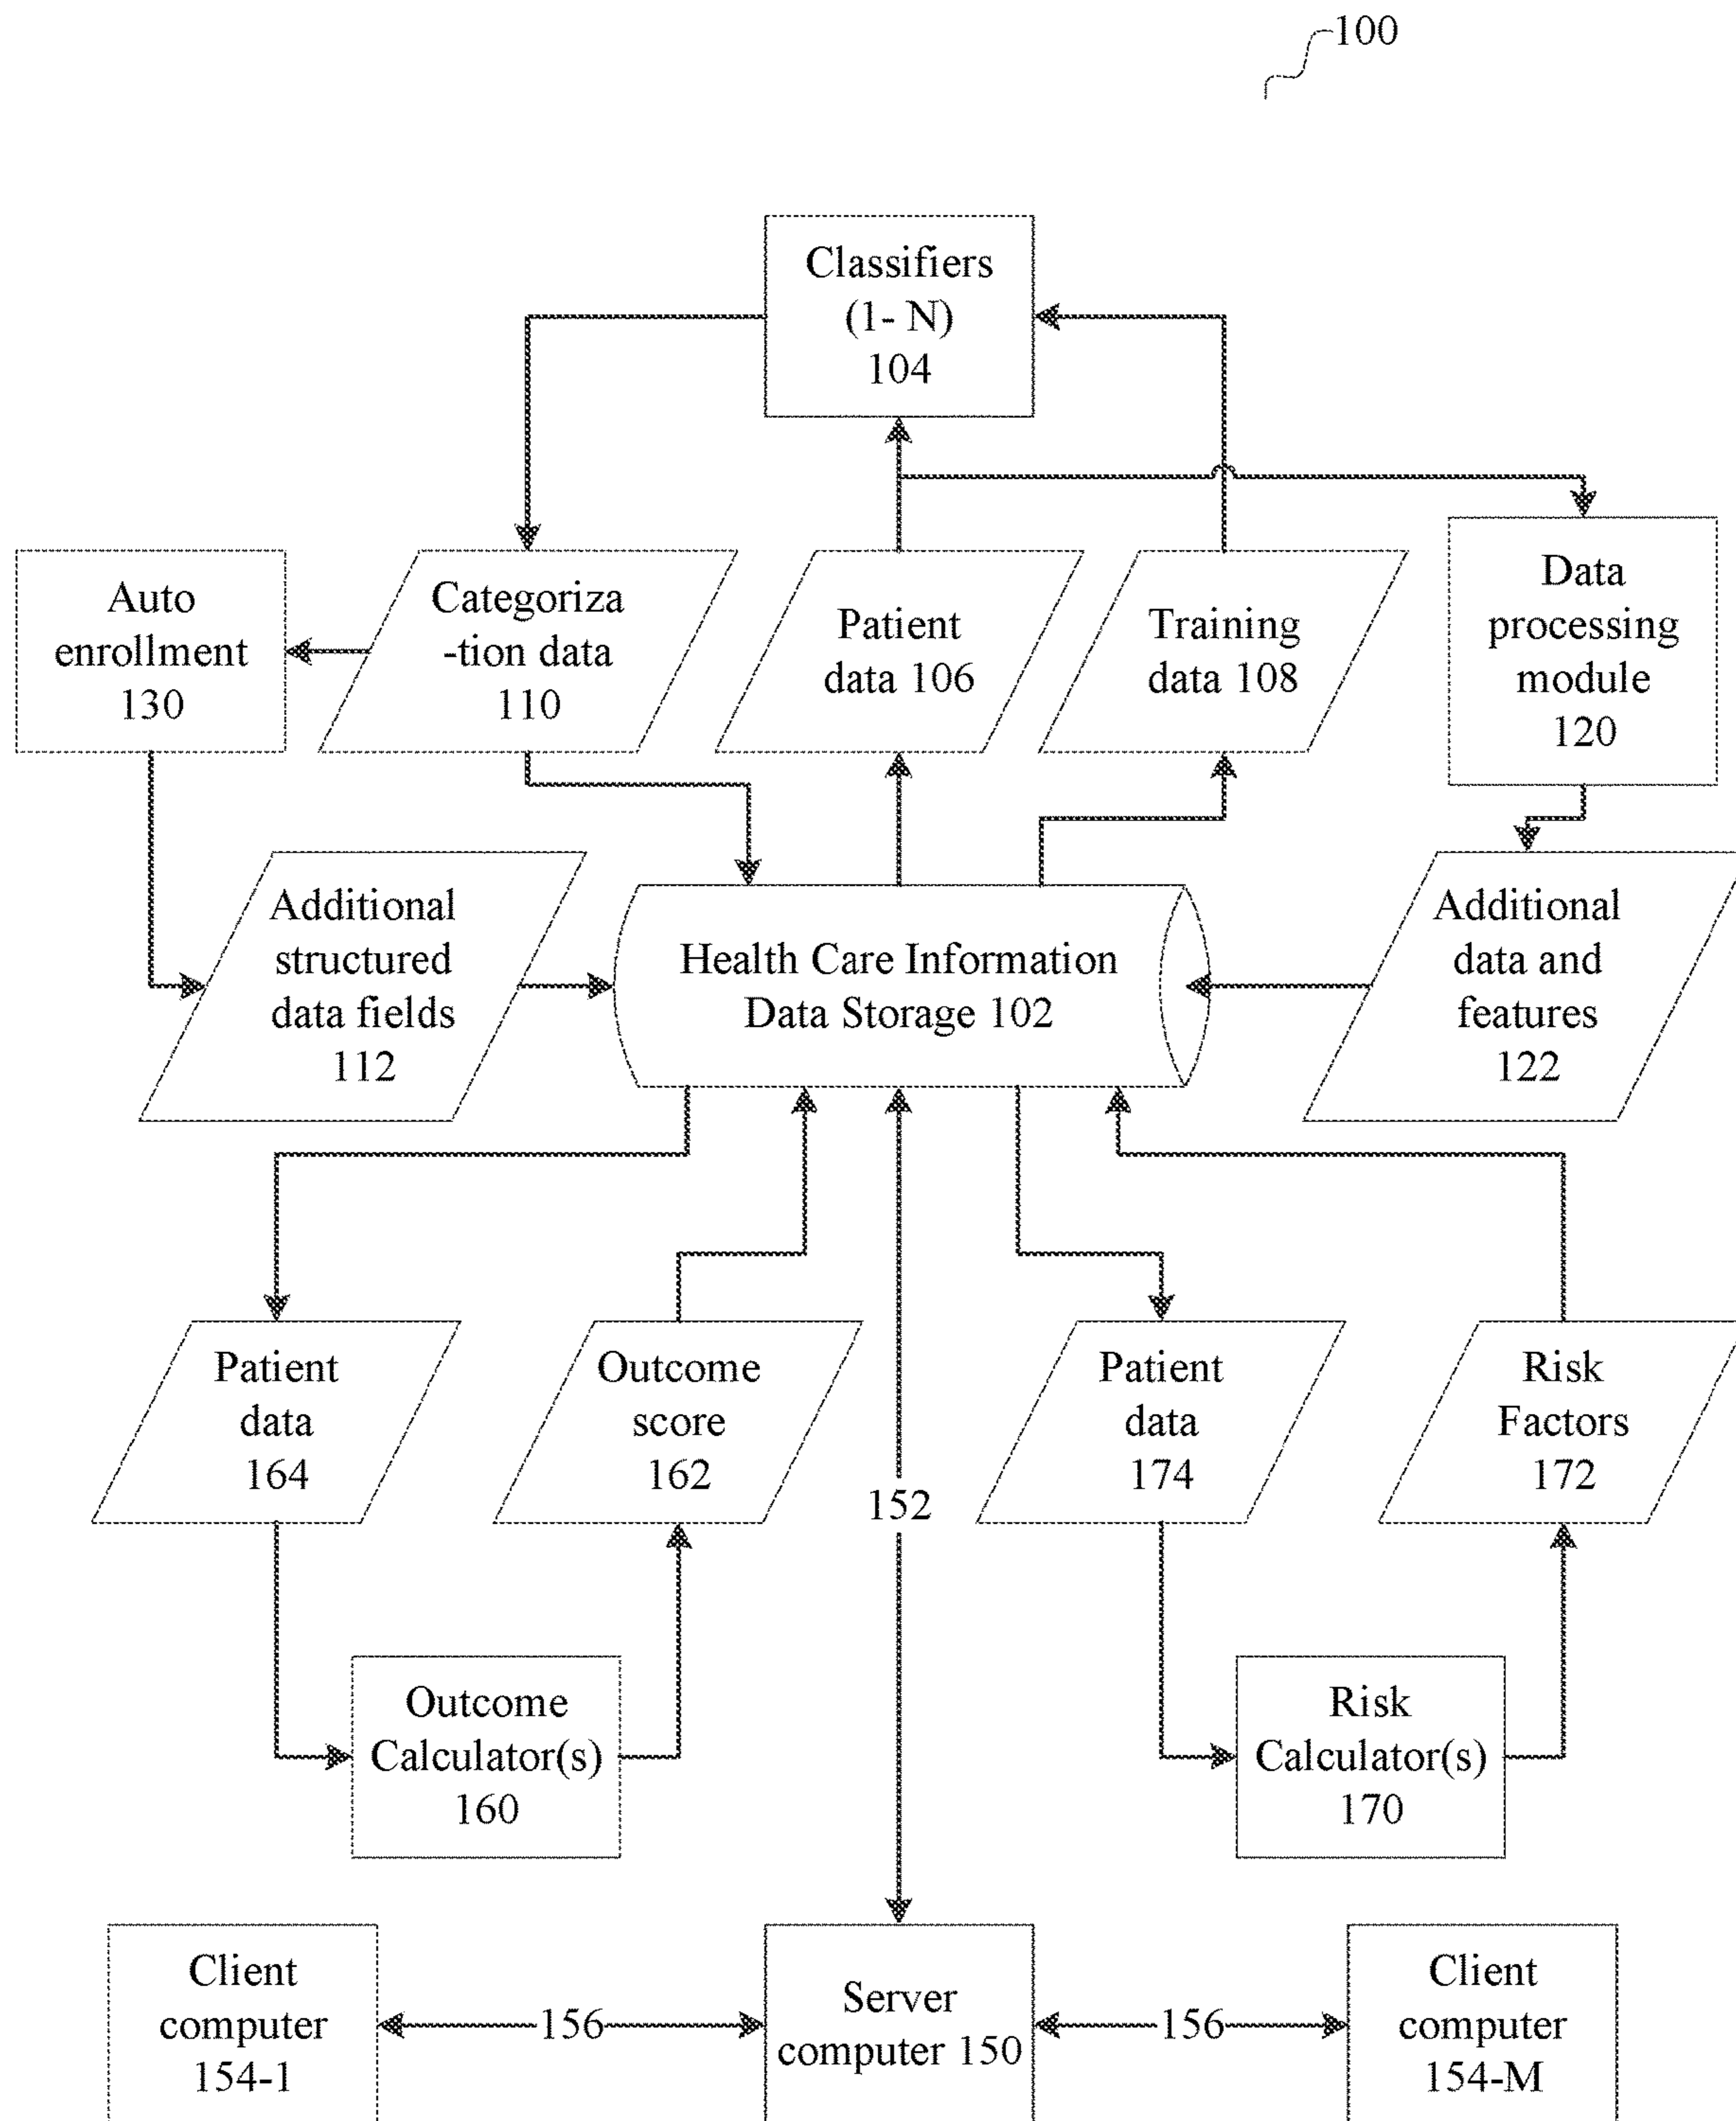 100
Classifiers
(1- N)
104
Auto
enrollment
130
Categoriza
-tion data
110
Patient
data 106
Training
data 108
Data
processing
module
120
Additional
structured
data fields
112
Health Care Information
Data Storage 102
Additional
data and
features
122
Patient
data
164
Outcome
score
162
152
Patient
data
174
Risk
Factors
172
Outcome
Calculator(s)
160
Risk
Calculator(s)
170
Client
computer
154-1
156
Server
computer 150
156
Client
computer
154-M